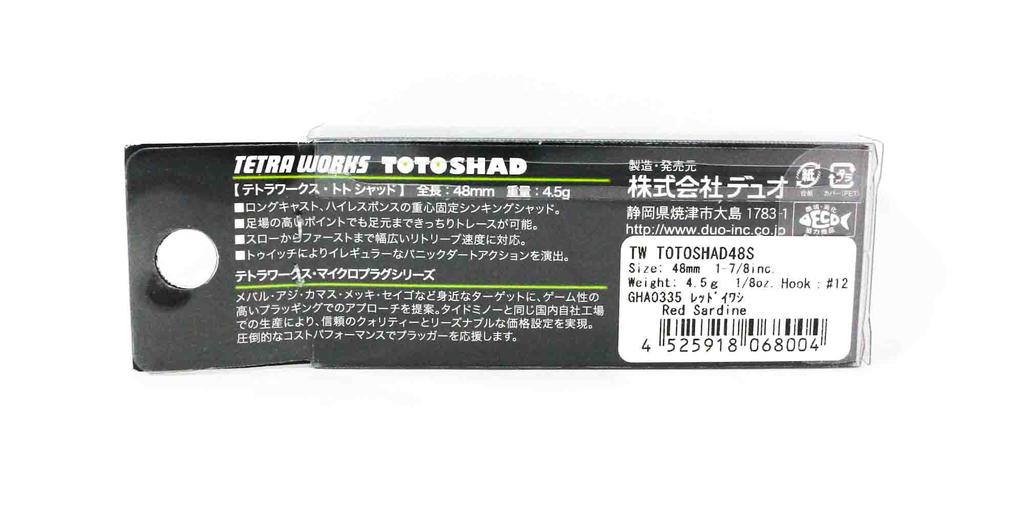 TETRA WORKS TOTOSHAD
【テトラワークス・トト シャッド】 全長:48mm 重量:4.5g
■ロングキャスト、ハイレスポンスの重心固定シンキングシャッド。
■足場の高いポイントでも足元まできっちりトレースが可能。
■スローからファーストまで幅広いリトリーブ速度に対応。
■トゥイッチによりイレギュラーなパニックダートアクションを演出。
テトラワークス・マイクロプラグシリーズ
メバル・アジ・カマス・メッキ・セイゴなど身近なターゲットに、ゲーム性の
高いプラッギングでのアプローチを提案。タイドミノーと同じ国内自社工場
での生産により、信頼のクォリティーとリーズナブルな価格設定を実現。
圧倒的なコストパフォーマンスでプラッガーを応援します。
製造・発売元
株式会社デュオ
静岡県焼津市大島 1783-1
http://www.duo-inc.co.jp
紙
台紙
プラ
カバー(PET)
環境・美化
FECO
協力商品
TW TOTOSHAD48S
Size: 48mm 1-7/8inc.
Weight: 4.5g 1/8oz. Hook : #12
GHA0335 レッドイワシ
Red Sardine
4 525918 068004